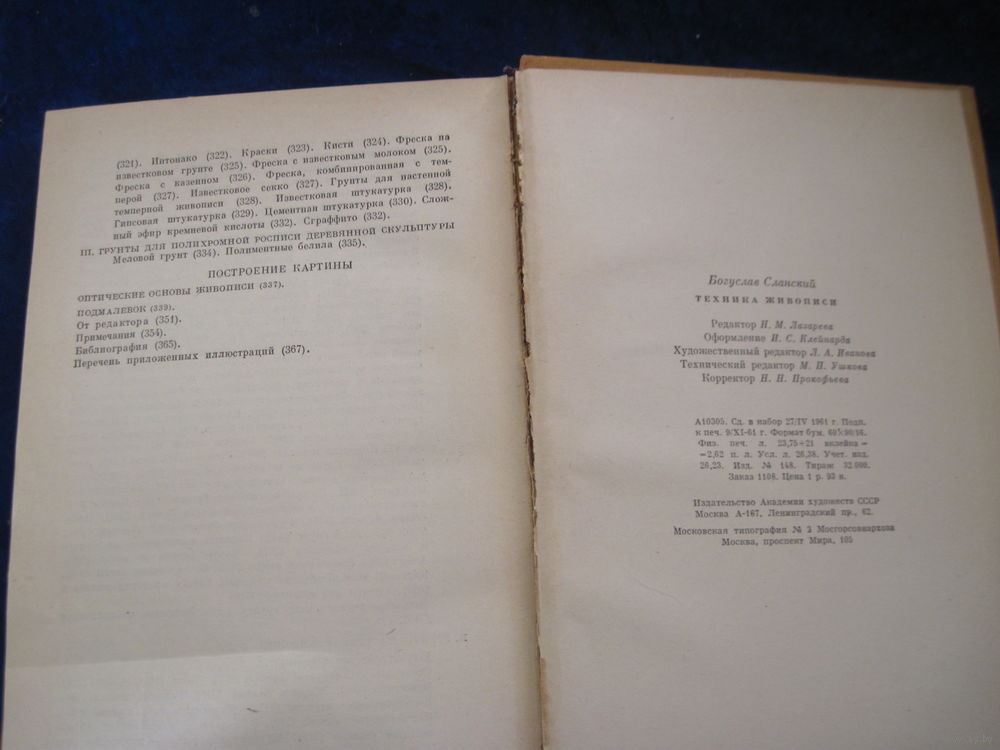 (321). Интонако (322). Краски (323). Кисти (324). Фреска на
известковом грунте (325). Фреска с известковым молоком (325).
Фреска с казеином (326). Фреска, комбинированная с тем-
перой (327). Известковое секко (327). Грунты для настенной
темперной живописи (328). Известковая штукатурка (328).
Гипсовая штукатурка (329). Цементная штукатурка (330). Слож-
ный эфир кремневой кислоты (332). Сграффито (332).
III. ГРУНТЫ ДЛЯ ПОЛИХРОМНОЙ РОСПИСИ ДЕРЕВЯННОЙ СКУЛЬПТУРЫ
Меловой грунт (334). Полиментные белила (335).
ПОСТРОЕНИЕ КАРТИНЫ
ОПТИЧЕСКИЕ ОСНОВЫ ЖИВОПИСИ (337).
ПОДМАЛЕВОК (339).
От редактора (351).
Примечания (354).
Библиография (365).
Перечень приложенных иллюстраций (367).
Богуслав Сланский
ТЕХНИКА ЖИВОПИСИ
Редактор Н. М. Лазарева
Оформление И. С. Клейнарда
Художественный редактор Л. А. Иванова
Технический редактор М. П. Ушкова
Корректор Н. Н. Прокофьева
А10305. Сд. в набор 27/IV 1961 г. Подп.
к печ. 9/XI-61 г. Формат бум. 60×90/16.
Физ. печ. л. 23,75+21 вклейка=
=2,62 п. л. Усл. л. 26,38. Учет. изд.
26,23. Изд. № 148. Тираж 32.000.
Заказ 1108. Цена 1 р. 93 к.
Издательство Академии художеств СССР
Москва А-167, Ленинградский пр., 62.
Московская типография № 3 Мосгорсовнархоза
Москва, проспект Мира, 105